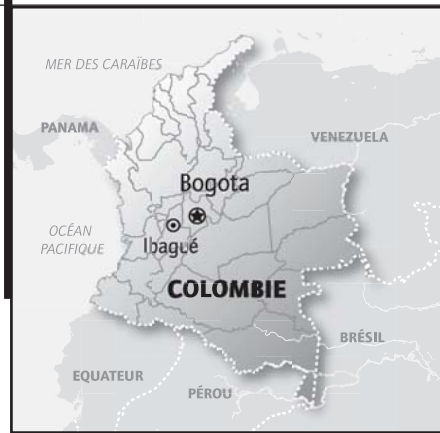 MER DES CARAÏBES
PANAMA
VENEZUELA
Bogota
OCÉAN
PACIFIQUE
Ibagué
COLOMBIE
BRÉSIL
EQUATEUR
PÉROU